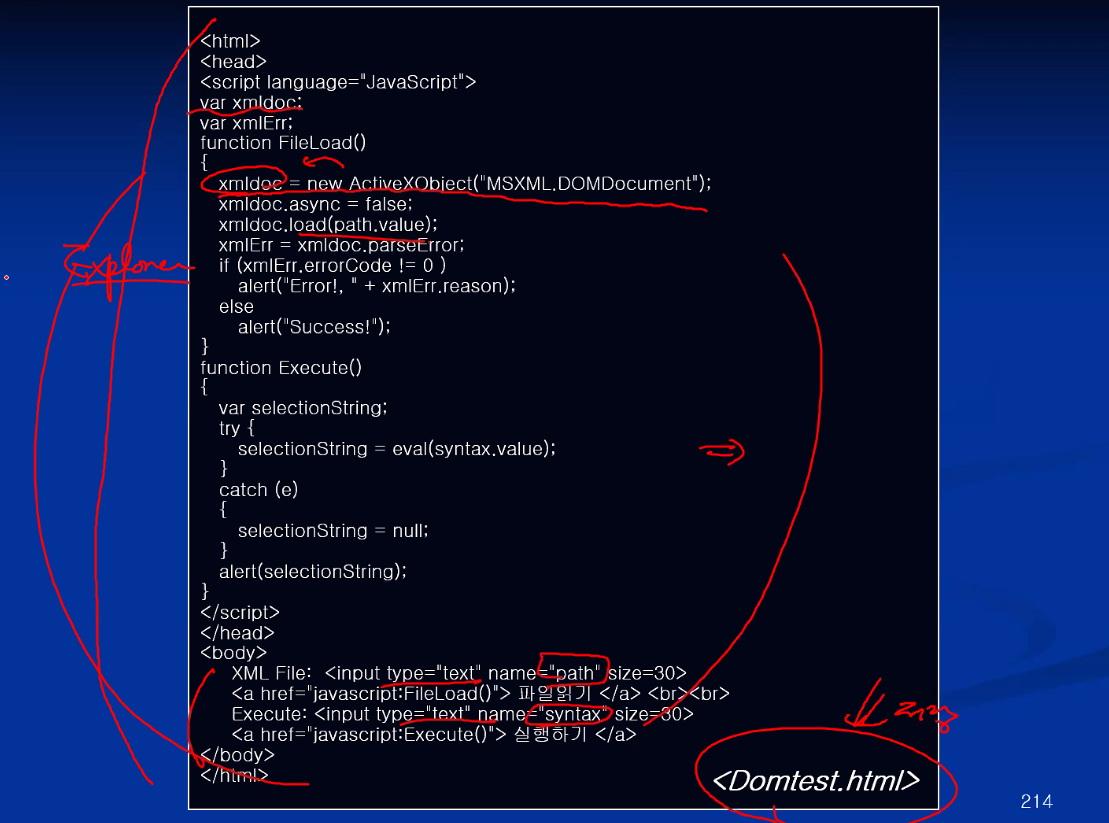 <html>
<head>
<script language="JavaScript">
var xmldoc;
var xmlErr;
function FileLoad()
{
xmldoc = new ActiveXObject("MSXML.DOMDocument");
xmldoc.async = false;
xmldoc.load(path.value);
xmlErr = xmldoc.parseError;
Explorer
if (xmlErr.errorCode != 0 )
alert("Error!, " + xmlErr.reason);
else
alert("Success!");
}
function Execute()
{
var selectionString;
try {
selectionString = eval(syntax.value);
}
catch (e)
{
selectionString = null;
}
alert(selectionString);
}
</script>
</head>
<body>
XML File:  <input type="text" name="path" size=30>
<a href="javascript:FileLoad()"> 파일읽기 </a> <br><br>
Execute: <input type="text" name="syntax" size=30>
<a href="javascript:Execute()"> 실행하기 </a>
</body>
</html>
<Domtest.html>
214